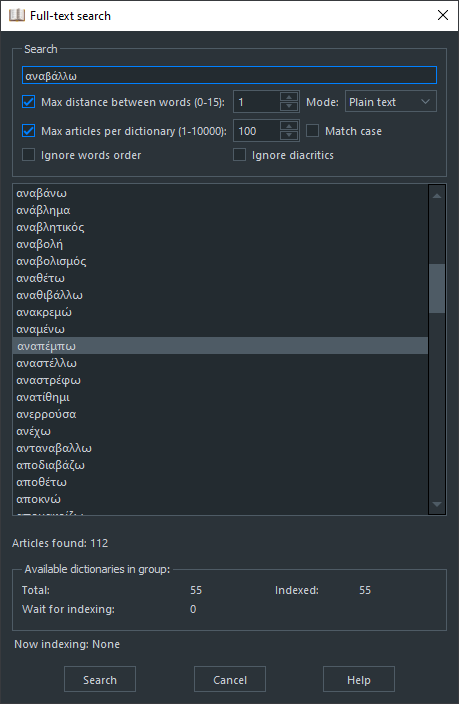 Full-text search
Search
αναβάλλω
Max distance between words (0-15): 1 Mode: Plain text
Max articles per dictionary (1-10000): 100 Match case
Ignore words order Ignore diacritics
αναβάνω
ανάβλημα
αναβλητικός
αναβολή
αναβολισμός
αναθέτω
αναθιβάλλω
ανακρεμώ
αναμένω
αναπέμπω
αναστέλλω
αναστρέφω
ανατίθημι
ανερρούσα
ανέχω
ανταναβαλλω
αποδιαβάζω
αποθέτω
αποκνώ
Articles found: 112
Available dictionaries in group:
Total: 55 Indexed: 55
Wait for indexing: 0
Now indexing: None
Search Cancel Help